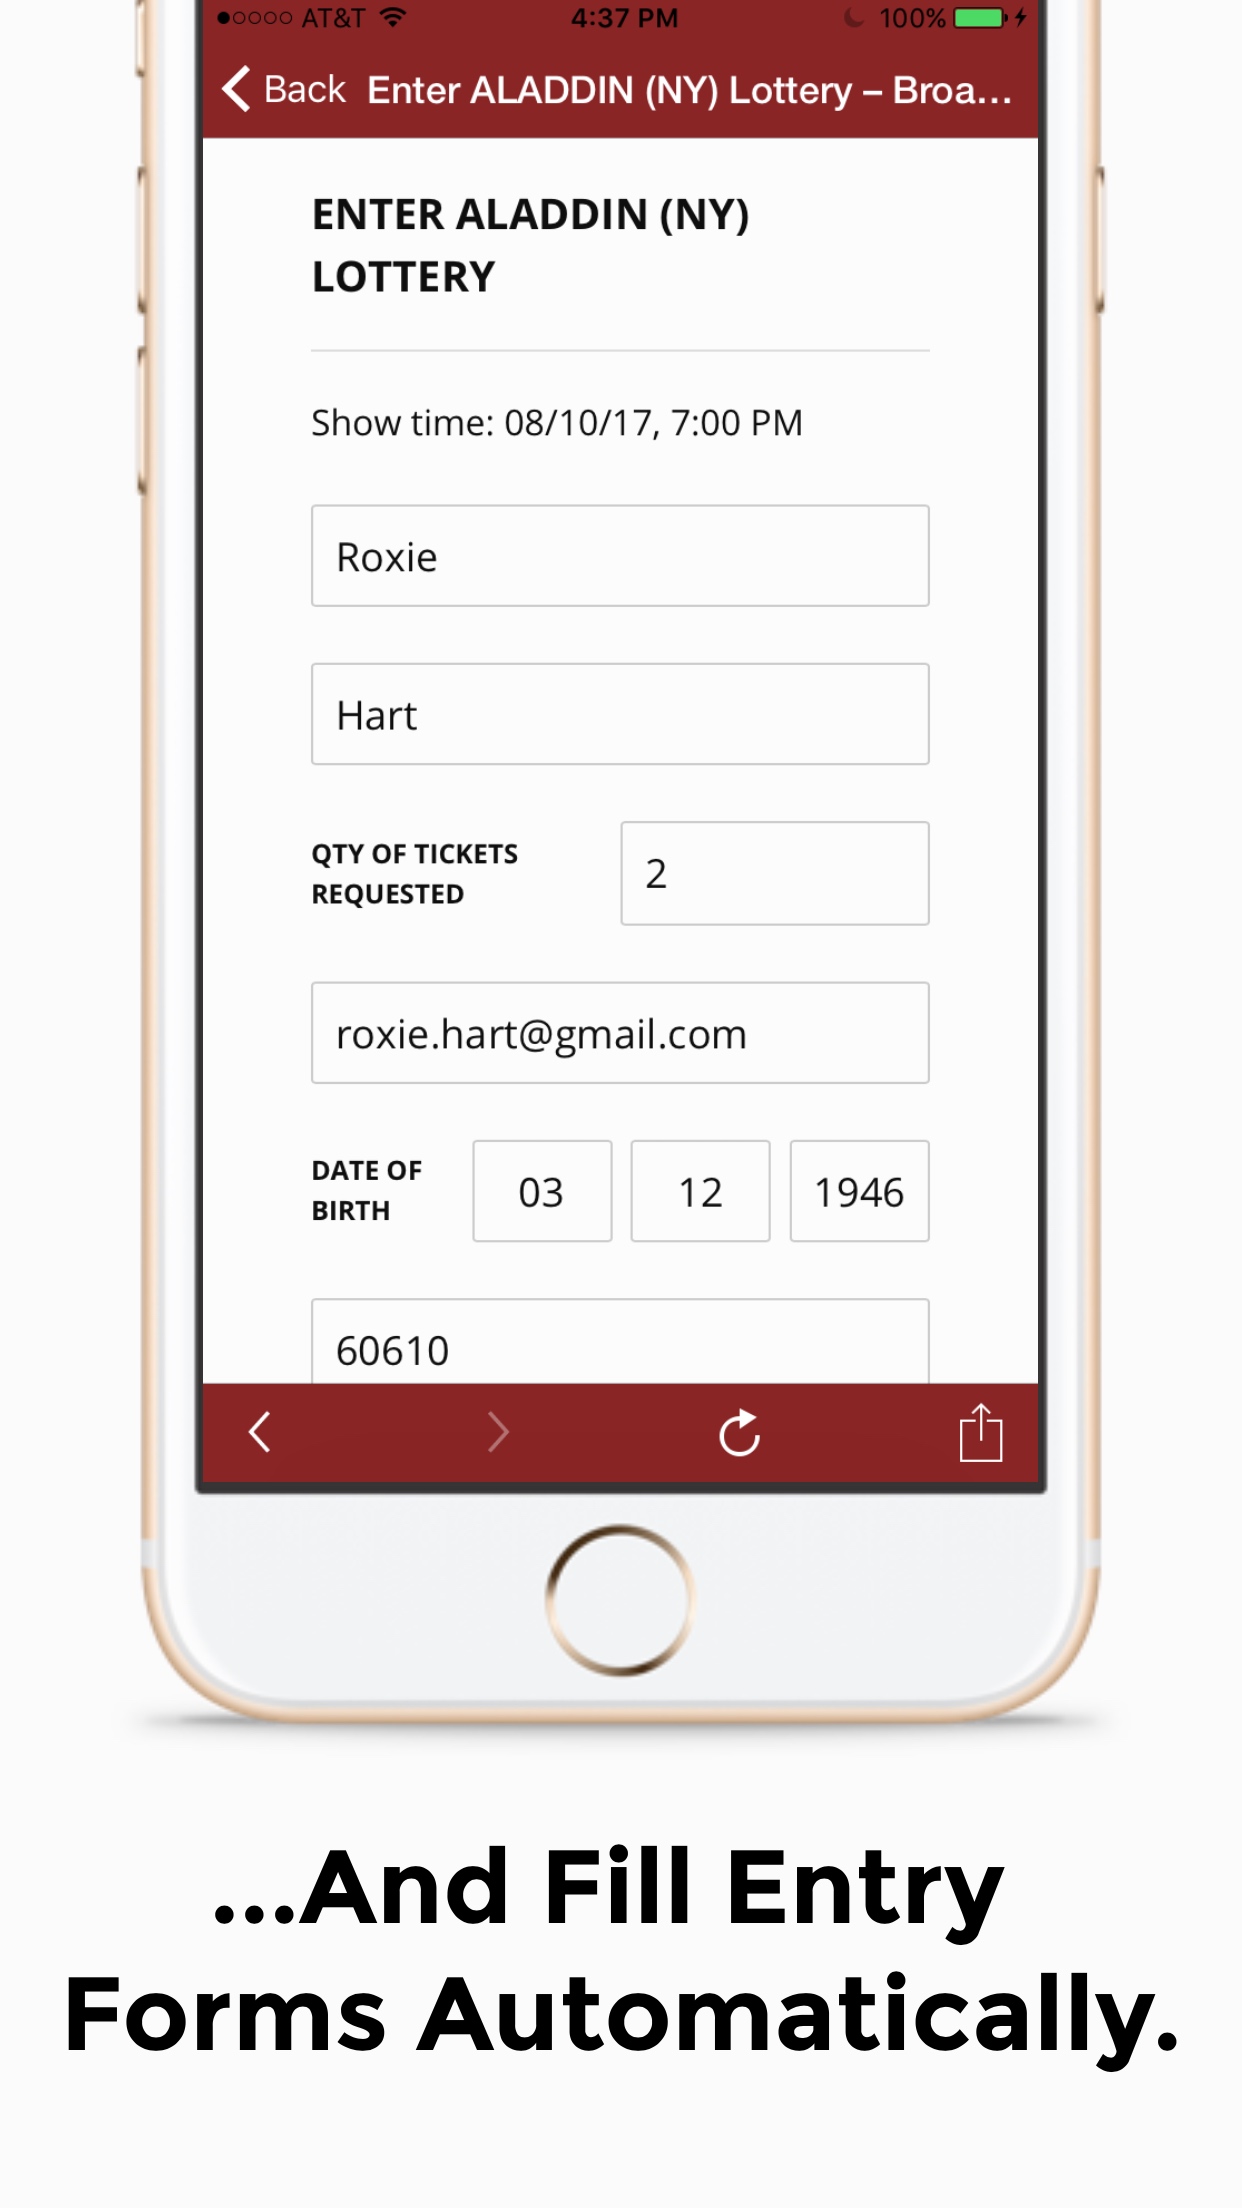 AT&T 4:37 PM 100%
Back Enter ALADDIN (NY) Lottery – Broa...
ENTER ALADDIN (NY)
LOTTERY
Show time: 08/10/17, 7:00 PM
Roxie
Hart
QTY OF TICKETS
REQUESTED
2
roxie.hart@gmail.com
DATE OF
BIRTH
03 12 1946
60610
...And Fill Entry
Forms Automatically.